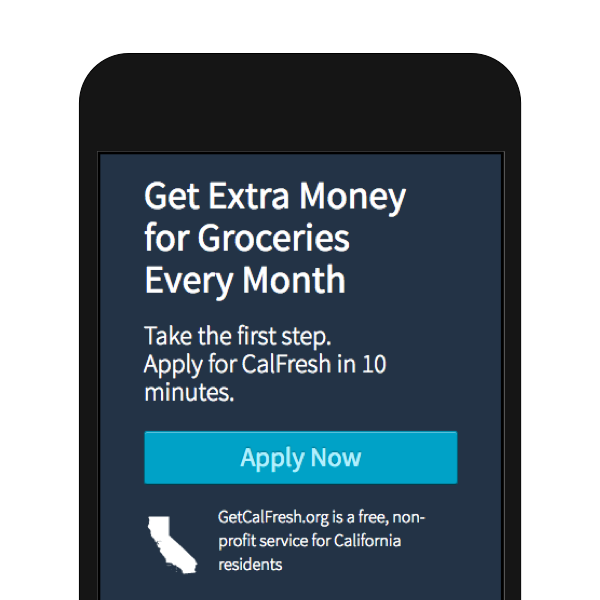 Get Extra Money
for Groceries
Every Month
Take the first step.
Apply for CalFresh in 10
minutes.
Apply Now
GetCalFresh.org is a free, non-
profit service for California
residents